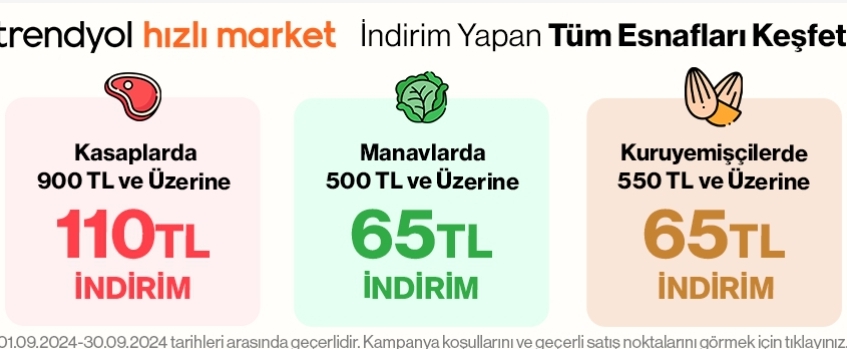 trendyol hızlı market İndirim Yapan Tüm Esnafları Keşfet
Kasaplarda
900 TL ve Üzerine
110TL
İNDİRİM
Manavlarda
500 TL ve Üzerine
65TL
İNDİRİM
Kuruyemişçilerde
550 TL ve Üzerine
65TL
İNDİRİM
01.09.2024-30.09.2024 tarihleri arasında geçerlidir. Kampanya koşullarını ve geçerli satış noktalarını görmek için tıklayınız.